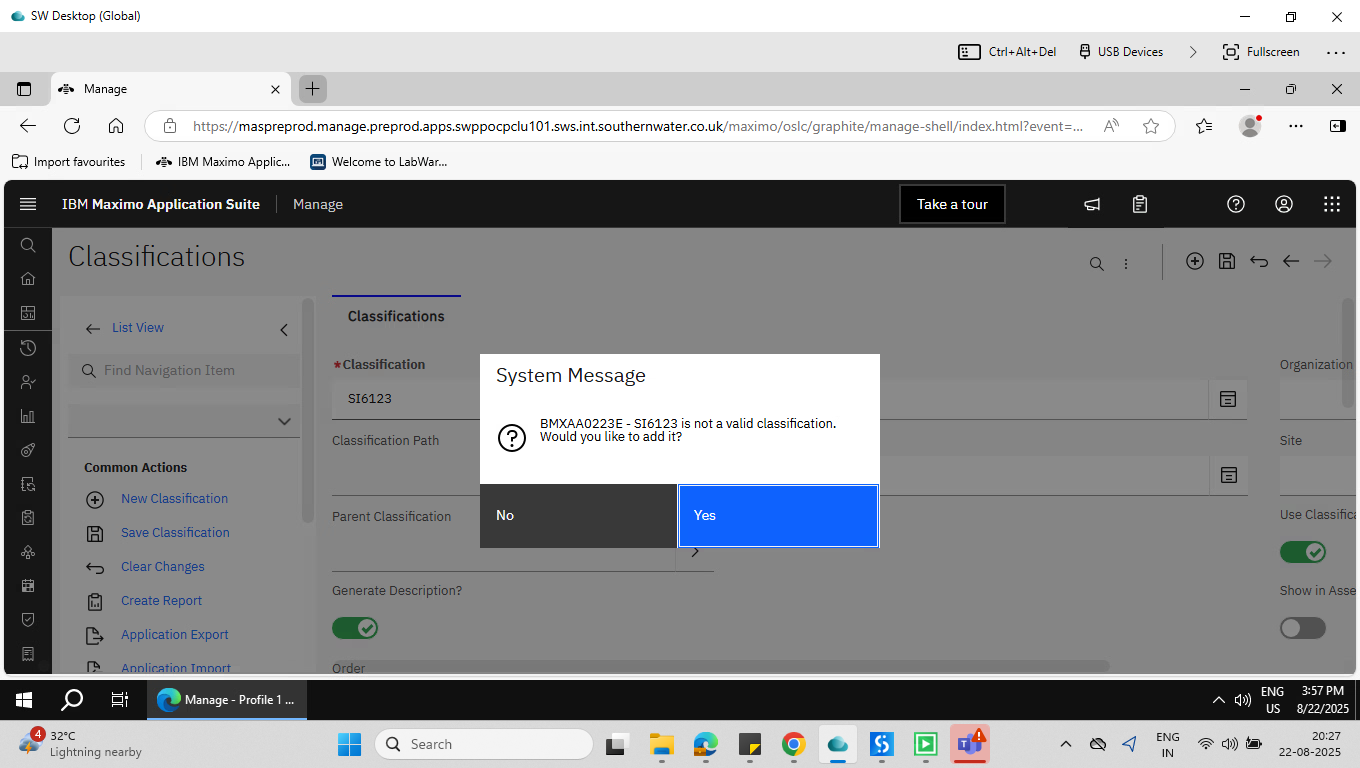 SW Desktop (Global)
Ctrl+Alt+Del
USB Devices
Fullscreen
Manage
https://maspreprod.manage.preprod.apps.swppocpclu101.sws.int.southernwater.co.uk/maximo/oslc/graphite/manage-shell/index.html?event=...
Import favourites
IBM Maximo Applic...
Welcome to LabWar...
IBM Maximo Application Suite
Manage
Take a tour
Classifications
List View
Find Navigation Item
Common Actions
New Classification
Save Classification
Clear Changes
Create Report
Application Export
Application Import
Classifications
*Classification
SI6123
Classification Path
Parent Classification
Generate Description?
Order
Organization
Site
Use Classifica
Show in Asse
System Message
BMXAA0223E - SI6123 is not a valid classification.
Would you like to add it?
No
Yes
Manage - Profile 1 ...
ENG
US
3:57 PM
8/22/2025
4
32°C
Lightning nearby
Search
ENG
IN
20:27
22-08-2025